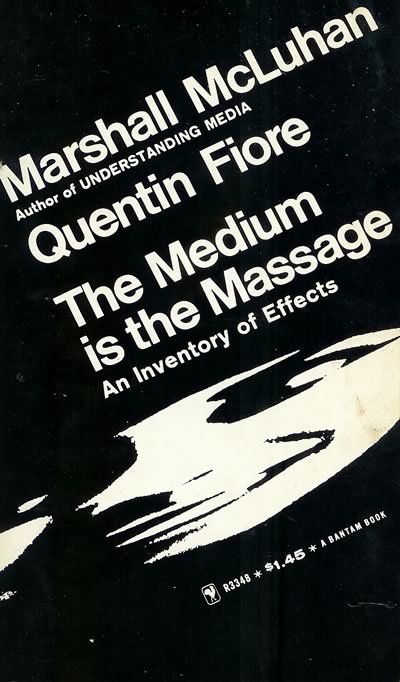 Marshall McLuhan
Author of UNDERSTANDING MEDIA
Quentin Fiore
The Medium
is the Massage
An Inventory of Effects
R3348 * $1.45 * A BANTAM BOOK